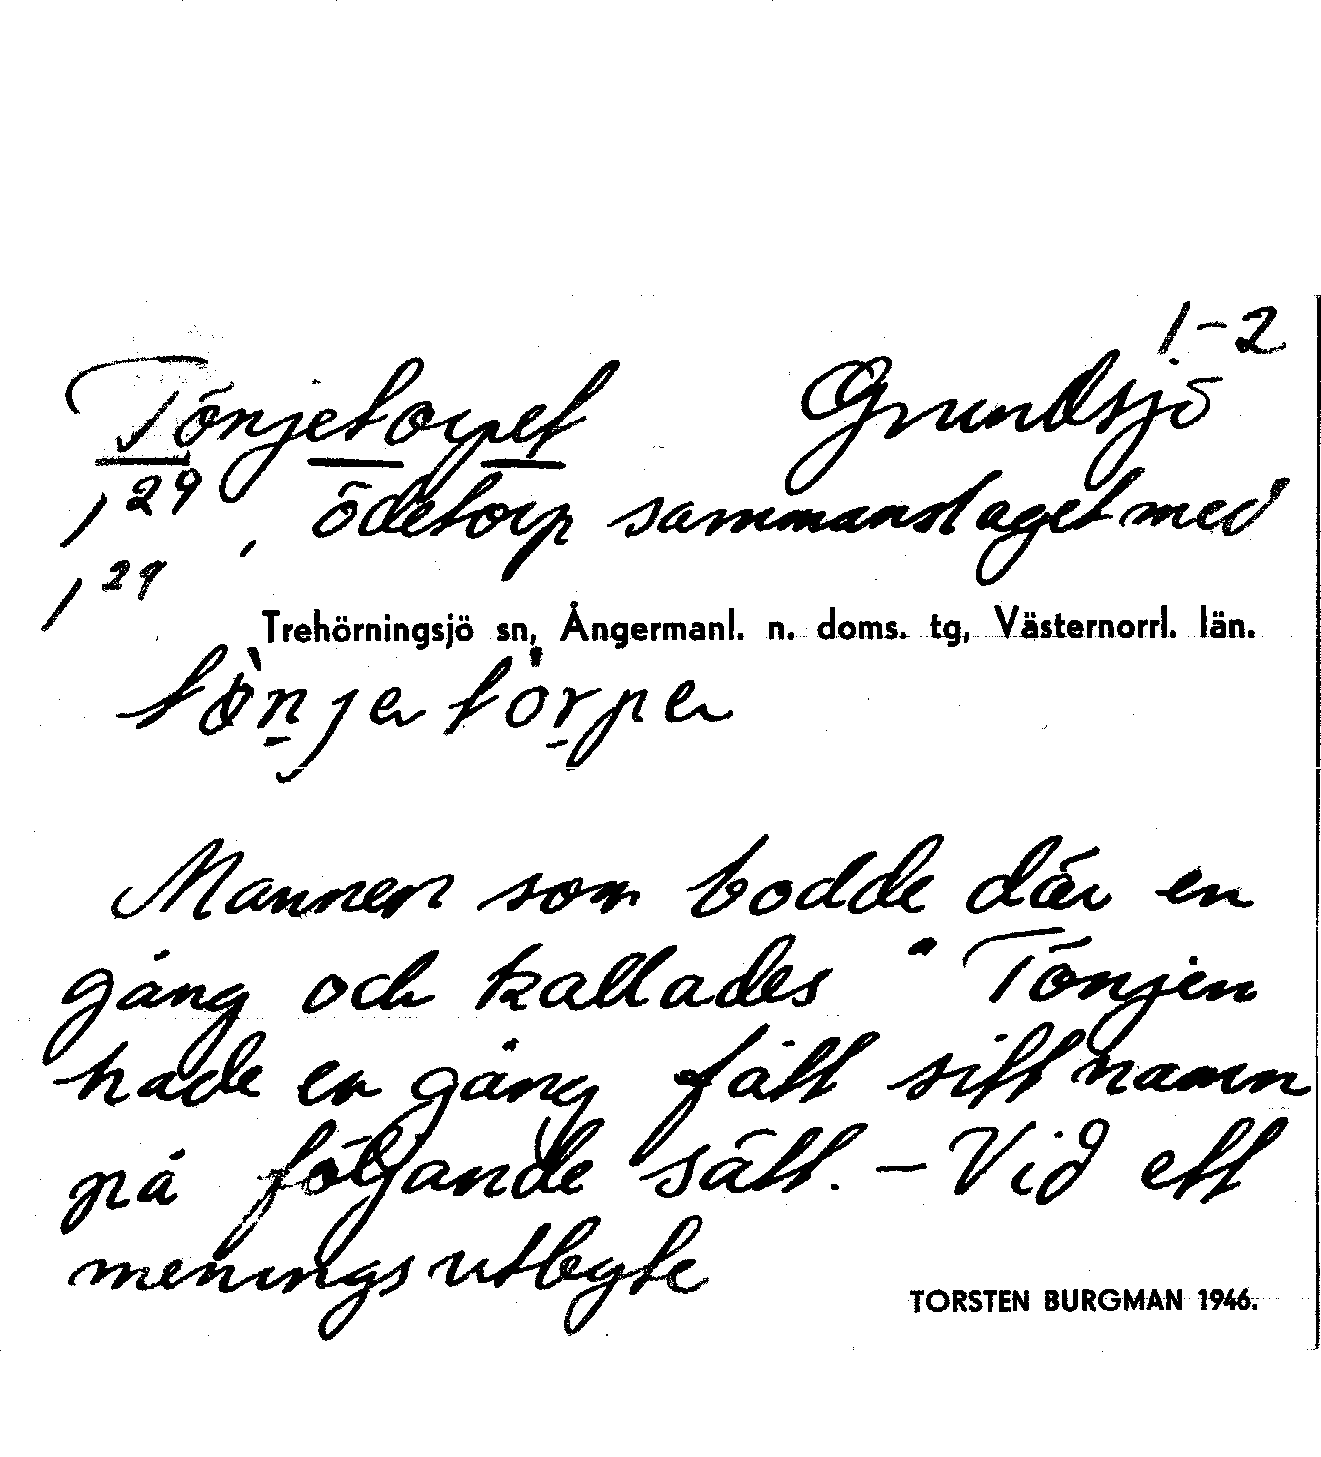 1-2
Tönjetorpet Grundsjö
1 29, ödetorp sammanslaget med
1 29
Trehörningsjö sn, Ångermanl. n. doms. tg, Västernorrl. län.
Mannen som bodde där en
gång och kallades "Tönjen
hade en gång fått sitt namn
på följande sätt. - Vid ett
meningsutbyte
TORSTEN BURGMAN 1946.